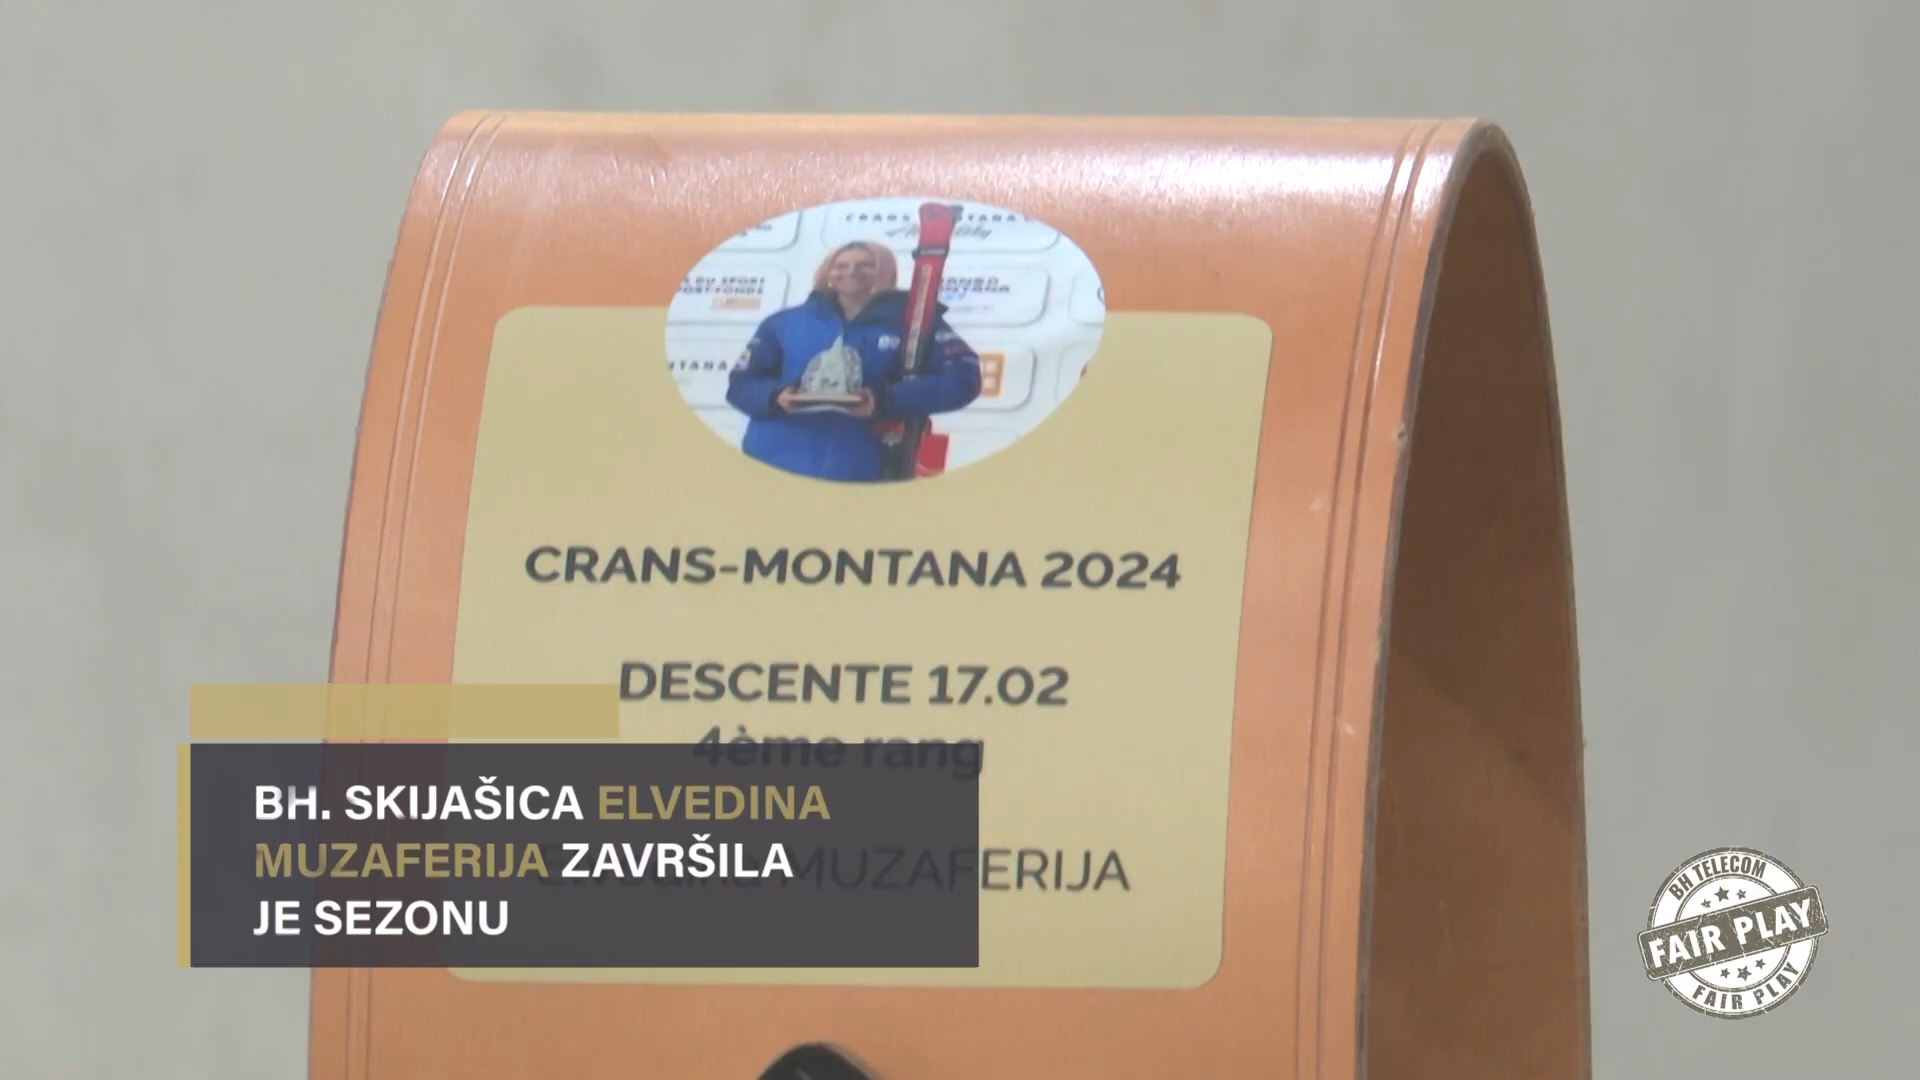 CRANS-MONTANA 2024
DESCENTE 17.02
4ème rang
Elvedina MUZAFERIJA
BH. SKIJAŠICA ELVEDINA
MUZAFERIJA ZAVRŠILA
JE SEZONU
BH TELECOM
FAIR PLAY
FAIR PLAY